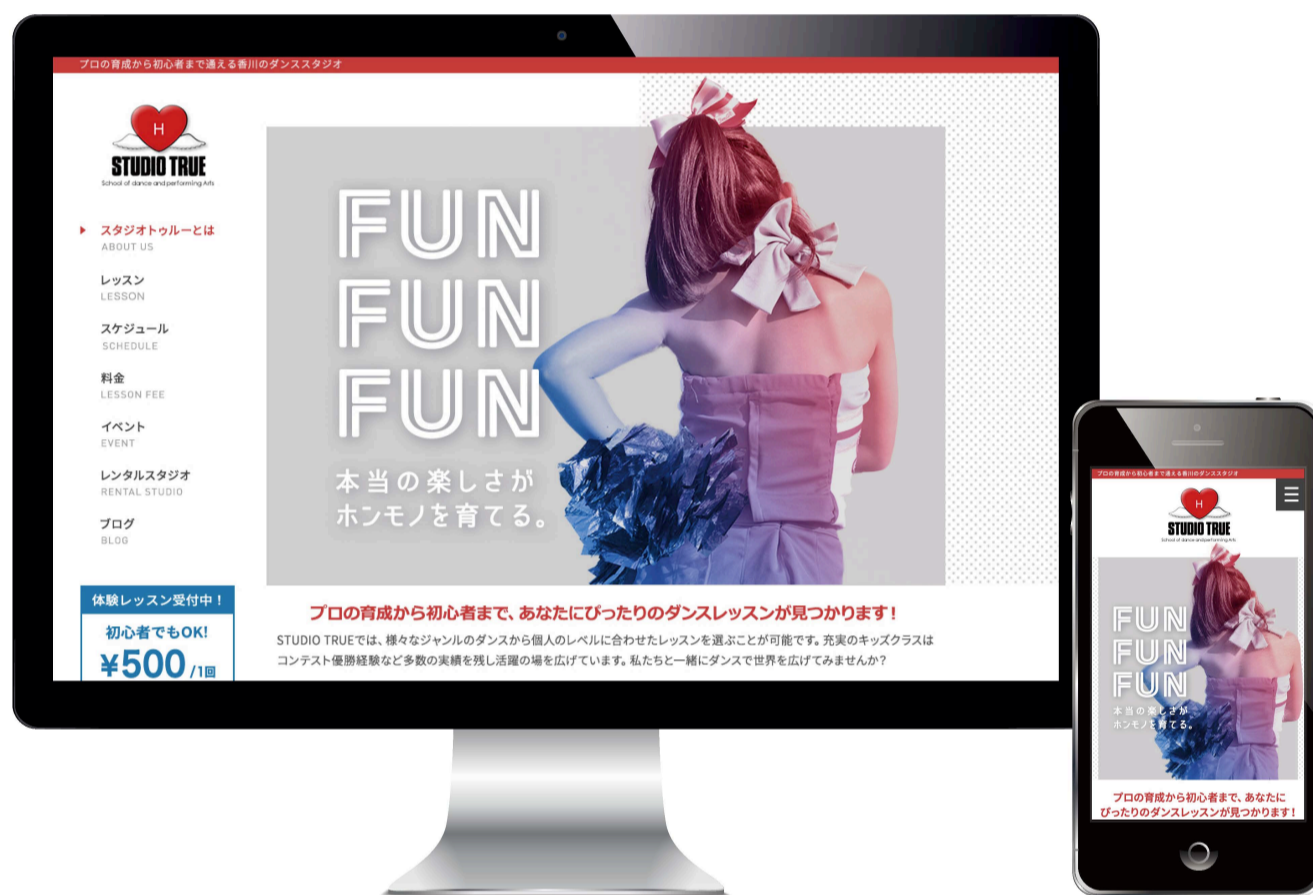 プロの育成から初心者まで通える香川のダンススタジオ
H
STUDIO TRUE
School of dance and performing Arts
スタジオトゥルーとは
ABOUT US
レッスン
LESSON
スケジュール
SCHEDULE
料金
LESSON FEE
イベント
EVENT
レンタルスタジオ
RENTAL STUDIO
ブログ
BLOG
体験レッスン受付中!
初心者でもOK!
¥500/1回
FUN
FUN
FUN
本当の楽しさが
ホンモノを育てる。
プロの育成から初心者まで、あなたにぴったりのダンスレッスンが見つかります!
STUDIO TRUEでは、様々なジャンルのダンスから個人のレベルに合わせたレッスンを選ぶことが可能です。充実のキッズクラスは
コンテスト優勝経験など多数の実績を残し活躍の場を広げています。私たちと一緒にダンスで世界を広げてみませんか?
プロの育成から初心者まで通える香川のダンススタジオ
H
STUDIO TRUE
School of dance and performing Arts
FUN
FUN
FUN
本当の楽しさが
ホンモノを育てる。
プロの育成から初心者まで、あなたに
ぴったりのダンスレッスンが見つかります!